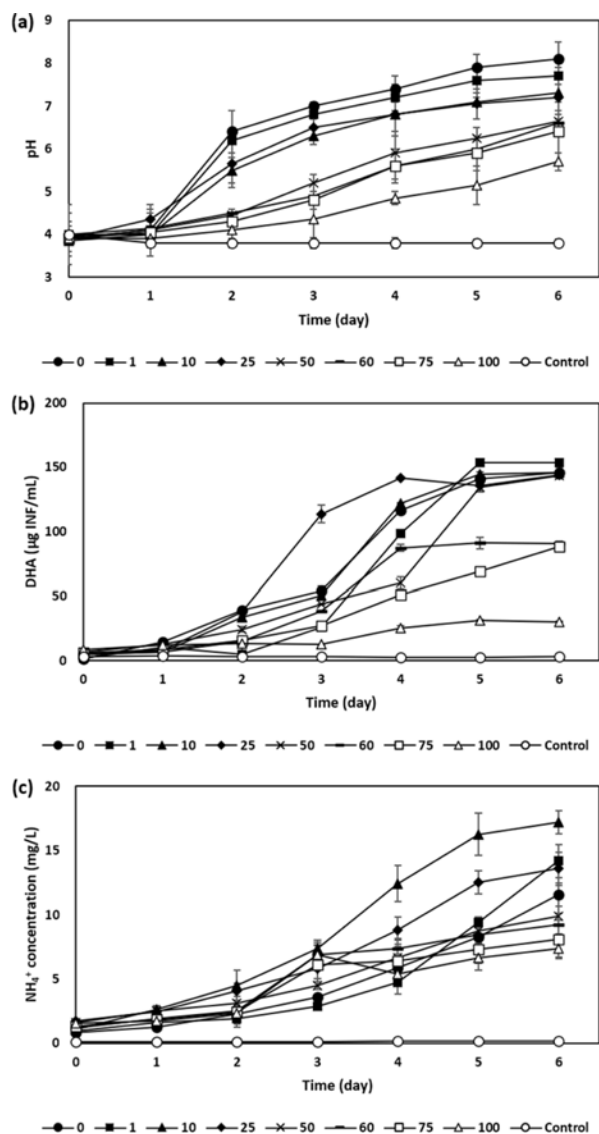 (a)
9
8
7
6
5
4
3
pH
0 1 2 3 4 5 6
Time (day)
0 1 10 25 50 60 75 100 Control
(b)
200
150
100
50
0
DHA (µg INF/mL)
0 1 2 3 4 5 6
Time (day)
0 1 10 25 50 60 75 100 Control
(c)
20
15
10
5
0
NH₄⁺ concentration (mg/L)
0 1 2 3 4 5 6
Time (day)
0 1 10 25 50 60 75 100 Control